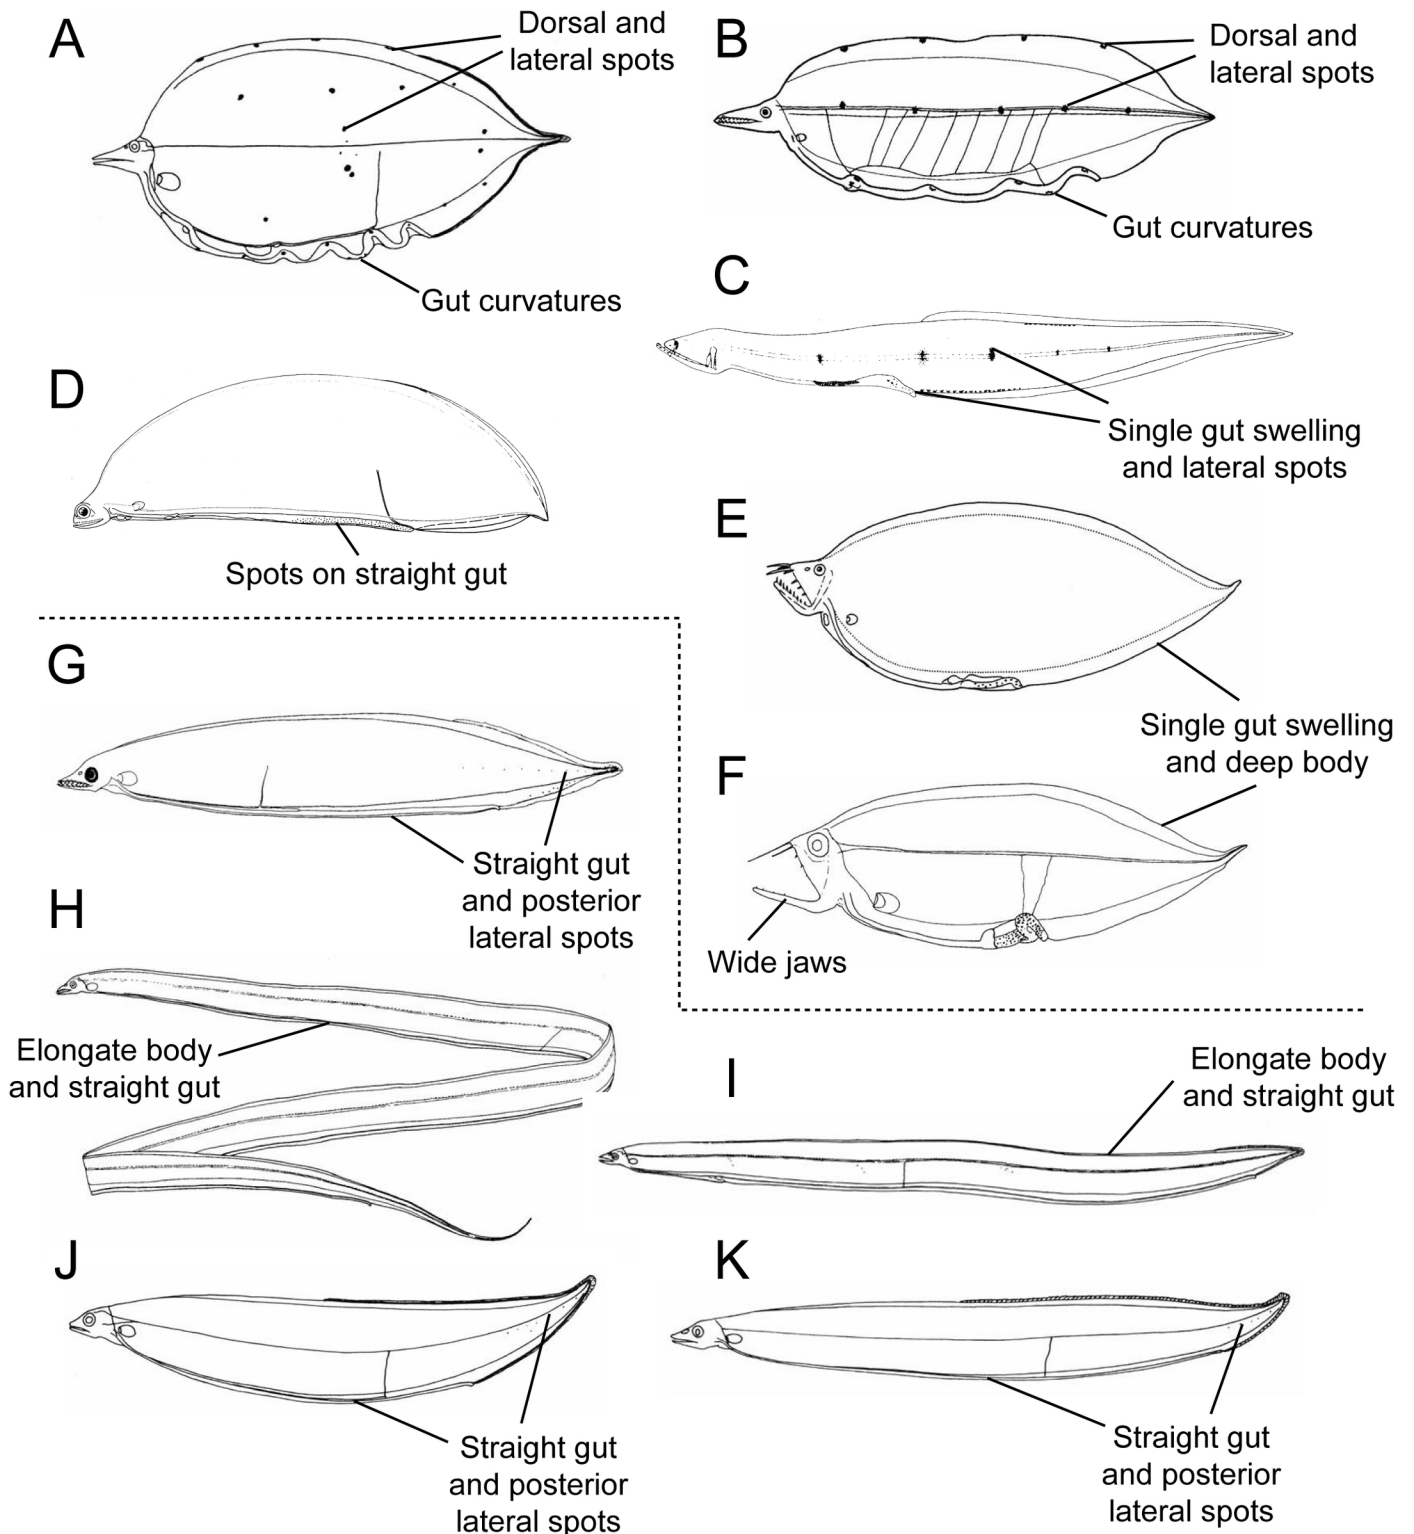 A
Dorsal and
lateral spots
Gut curvatures
B
Dorsal and
lateral spots
Gut curvatures
C
Single gut swelling
and lateral spots
D
Spots on straight gut
E
Single gut swelling
and deep body
F
Wide jaws
G
Straight gut
and posterior
lateral spots
H
Elongate body
and straight gut
I
Elongate body
and straight gut
J
Straight gut
and posterior
lateral spots
K
Straight gut
and posterior
lateral spots